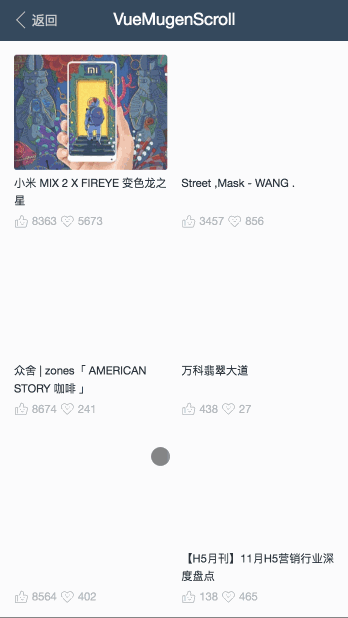 返回
VueMugenScroll
MI
小米 MIX 2 X FIREYE 变色龙之
星
8363 5673
Street ,Mask - WANG .
3457 856
众舍 | zones「 AMERICAN
STORY 咖啡 」
8674 241
万科翡翠大道
438 27
8564 402
【H5月刊】11月H5营销行业深
度盘点
138 465